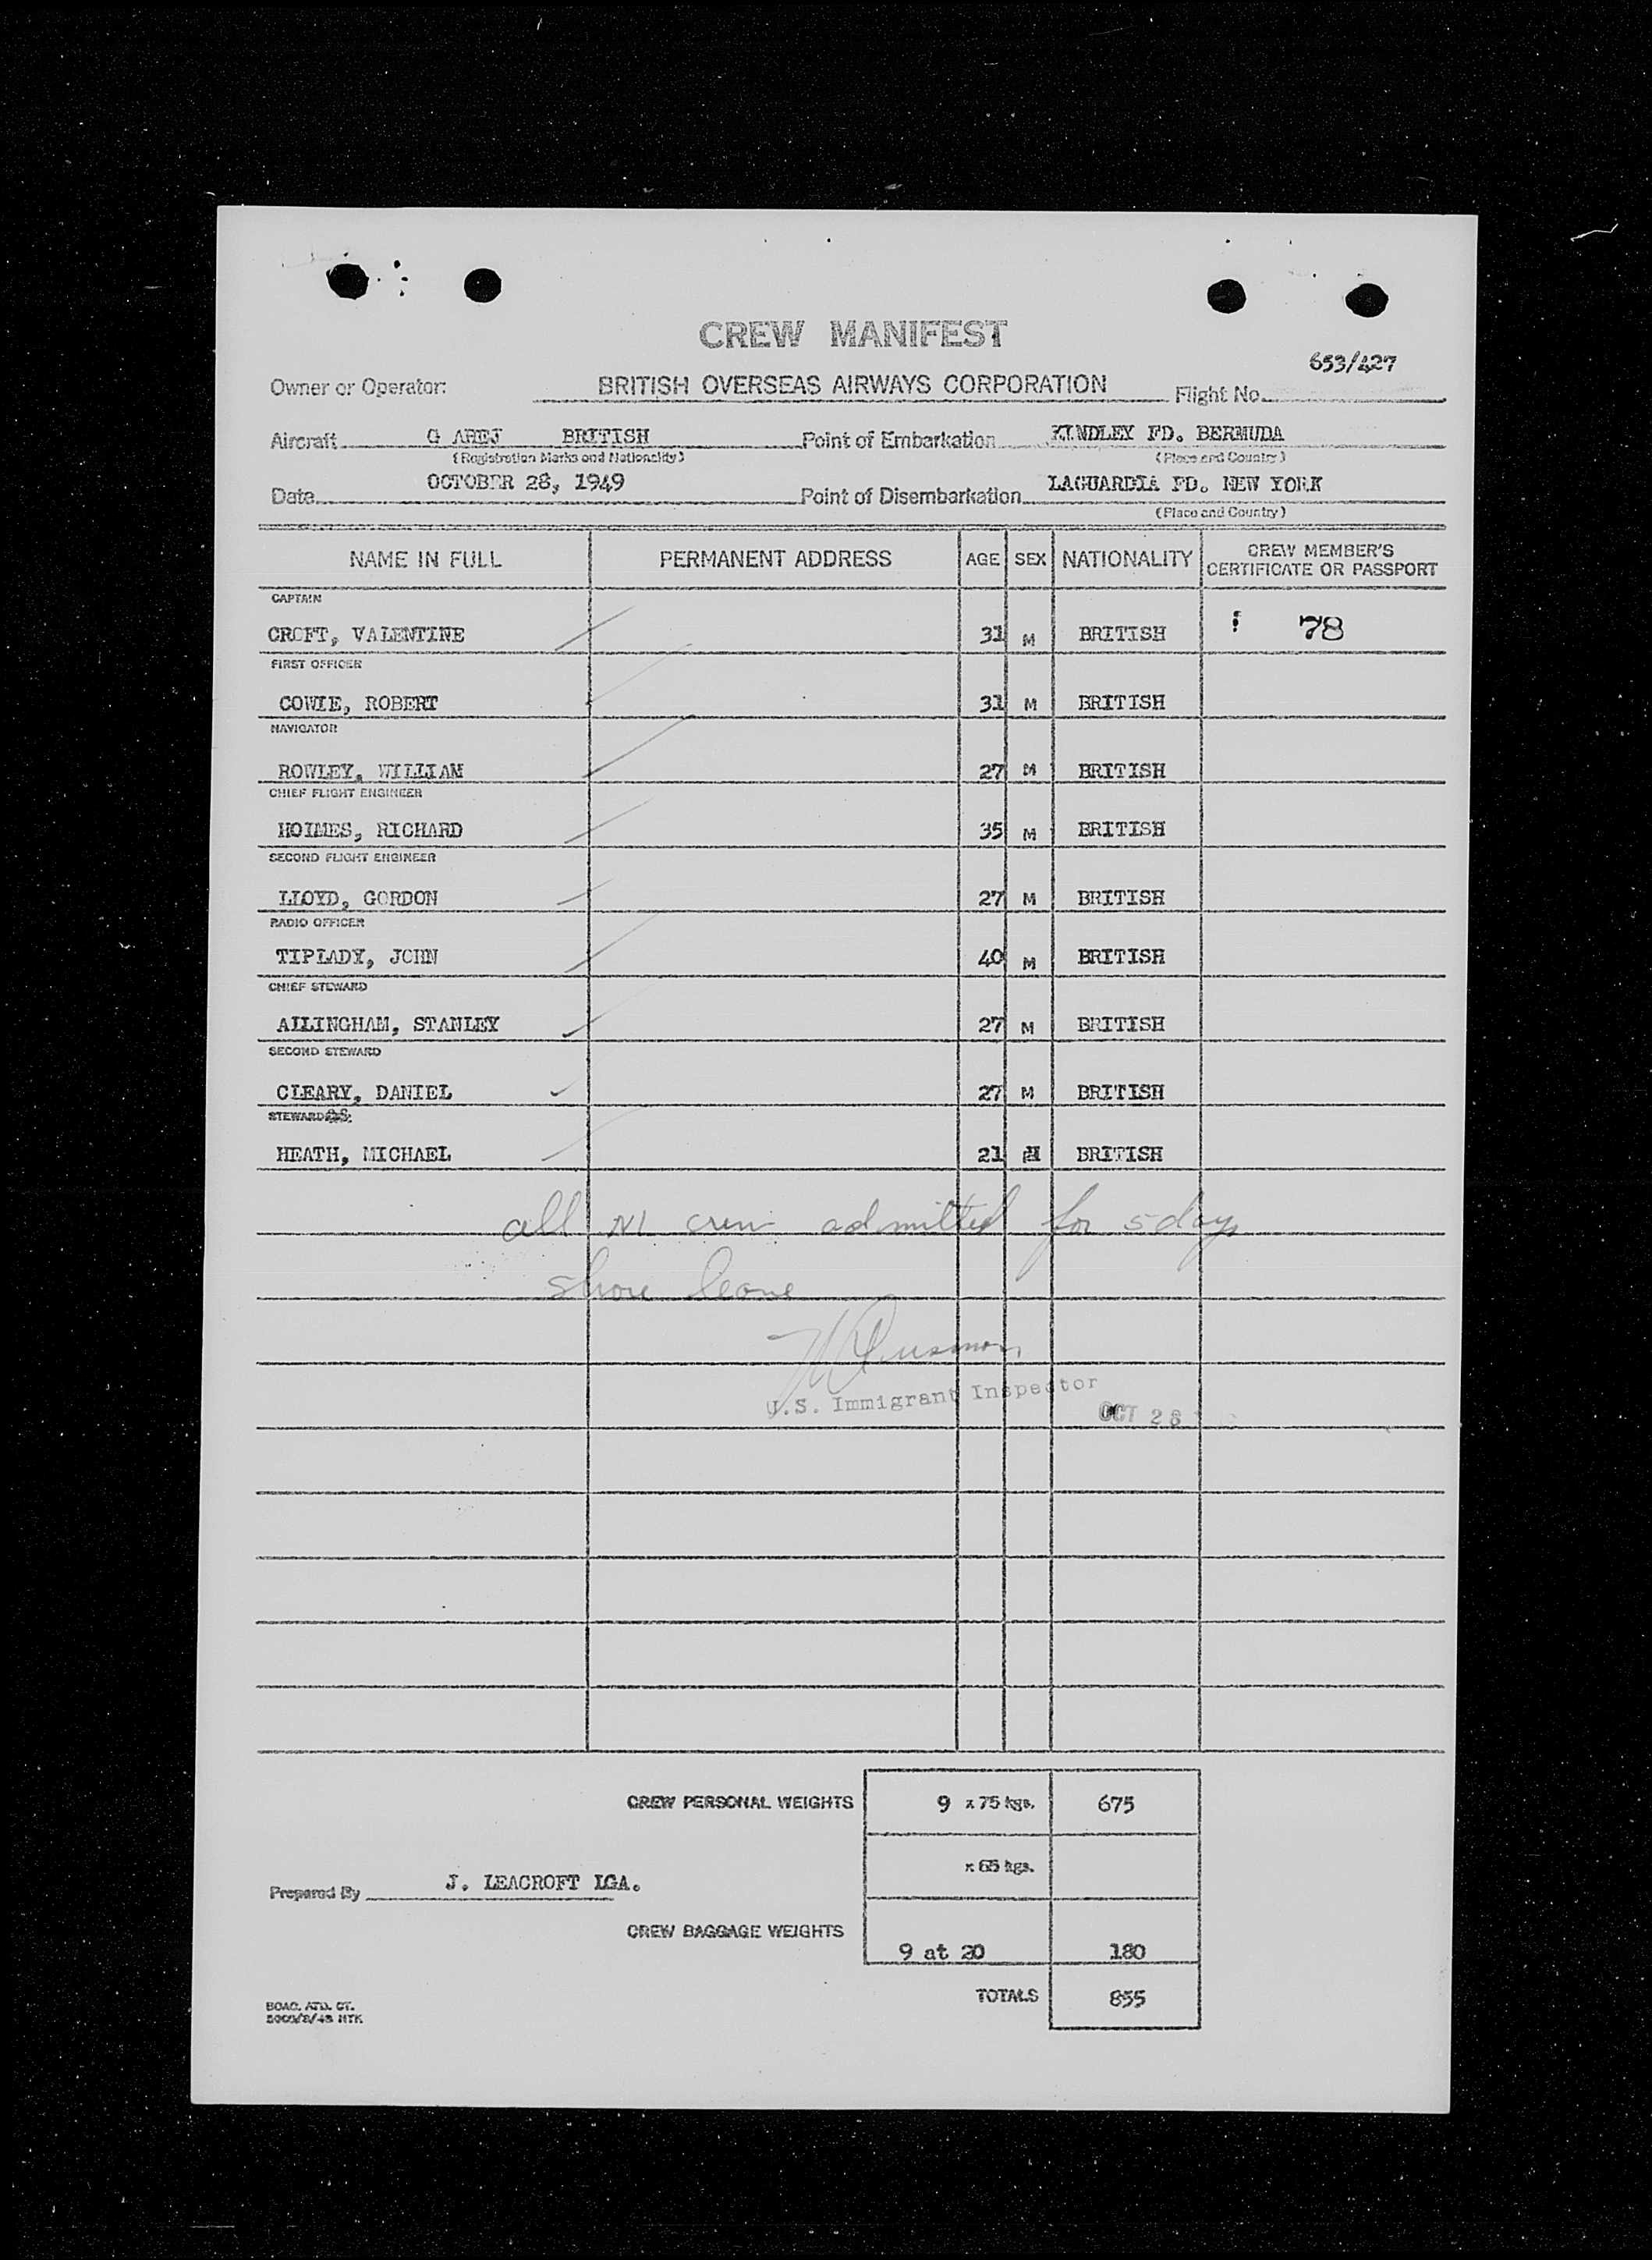 CREW MANIFEST
653/427
Owner or Operator: BRITISH OVERSEAS AIRWAYS CORPORATION Flight No.
Aircraft G AHEJ BRITISH Point of Embarkation KINDLEY FD. BERMUDA
(Registration Marks and Nationality) (Place and Country)
Date OCTOBER 28, 1949 Point of Disembarkation LAGUARDIA FD. NEW YORK
(Place and Country)
NAME IN FULL PERMANENT ADDRESS AGE SEX NATIONALITY CREW MEMBER'S CERTIFICATE OR PASSPORT
CAPTAIN
CROFT, VALENTINE 31 M BRITISH 78
FIRST OFFICER
COWIE, ROBERT 31 M BRITISH
NAVIGATOR
ROWLEY, WILLIAM 27 M BRITISH
CHIEF FLIGHT ENGINEER
HOLMES, RICHARD 35 M BRITISH
SECOND FLIGHT ENGINEER
LLOYD, GORDON 27 M BRITISH
RADIO OFFICER
TIPLADY, JOHN 40 M BRITISH
CHIEF STEWARD
ALLINGHAM, STANLEY 27 M BRITISH
SECOND STEWARD
CLEARY, DANIEL 27 M BRITISH
STEWARD
HEATH, MICHAEL 21 M BRITISH
all crew admitted for 5 days
shore leave
U.S. Immigrant Inspector
OCT 28
CREW PERSONAL WEIGHTS 9 x 75 kgs. 675
x 65 kgs.
Prepared By J. LEACROFT LGA.
CREW BAGGAGE WEIGHTS 9 at 20 180
TOTALS 855
BOAC. ATD. CT.